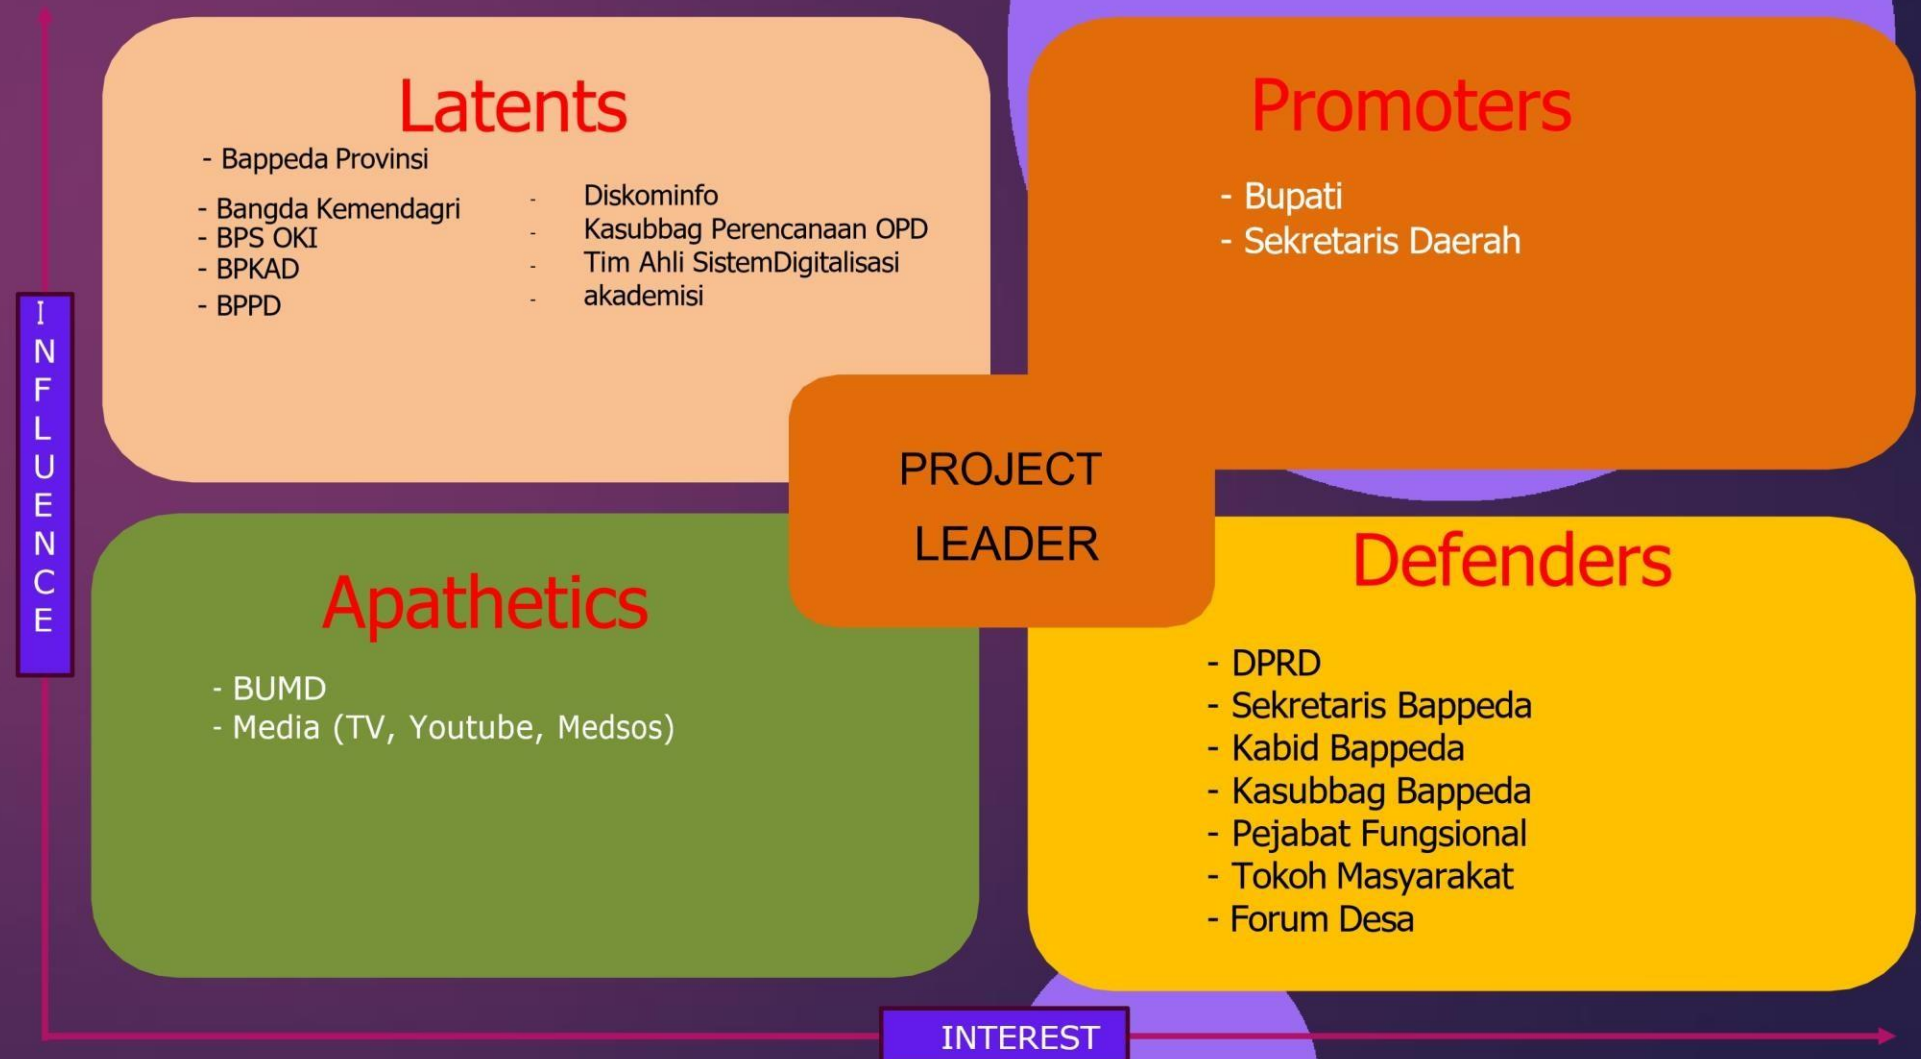 Latents
- Bappeda Provinsi
- Bangda Kemendagri
- BPS OKI
- BPKAD
- BPPD
- Diskominfo
- Kasubbag Perencanaan OPD
- Tim Ahli SistemDigitalisasi
- akademisi
Promoters
- Bupati
- Sekretaris Daerah
INFLUENCE
PROJECT
LEADER
Apathetics
- BUMD
- Media (TV, Youtube, Medsos)
Defenders
- DPRD
- Sekretaris Bappeda
- Kabid Bappeda
- Kasubbag Bappeda
- Pejabat Fungsional
- Tokoh Masyarakat
- Forum Desa
INTEREST